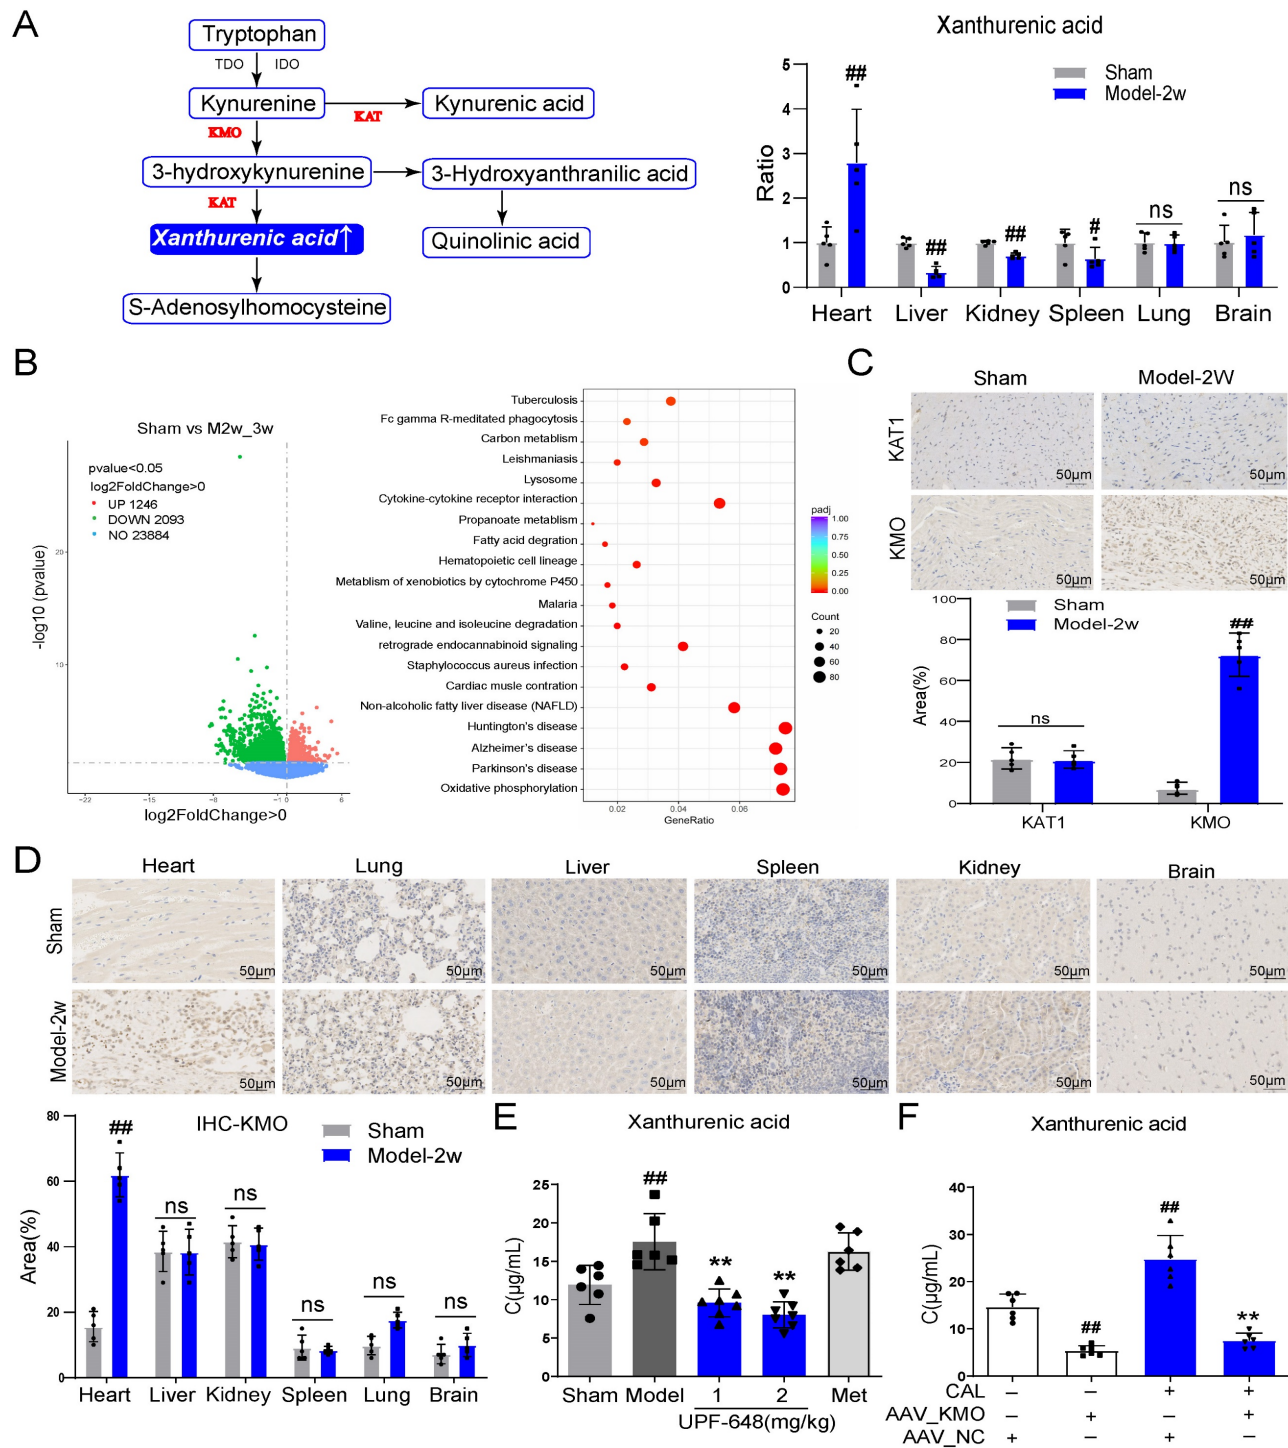 A
Tryptophan
TDO IDO
Kynurenine
Kynurenic acid
KAT
KMO
3-hydroxykynurenine
3-Hydroxyanthranilic acid
KAT
Xanthurenic acid↑
Quinolinic acid
S-Adenosylhomocysteine
Xanthurenic acid
Sham
Model-2w
Ratio
5
4
3
2
1
0
##
##
##
#
ns
ns
Heart Liver Kidney Spleen Lung Brain
B
Sham vs M2w_3w
pvalue<0.05
log2FoldChange>0
UP 1246
DOWN 2093
NO 23884
-log10 (pvalue)
20
10
-22 -15 -8 -1 0 6
log2FoldChange>0
Tuberculosis
Fc gamma R-meditated phagocytosis
Carbon metablism
Leishmaniasis
Lysosome
Cytokine-cytokine receptor interaction
Propanoate metabolism
Fatty acid degration
Hematopoietic cell lineage
Metablism of xenobiotics by cytochrome P450
Malaria
Valine, leucine and isoleucine degradation
retrograde endocannabinoid signaling
Staphylococcus aureus infection
Cardiac musle contration
Non-alcoholic fatty liver disease (NAFLD)
Huntington's disease
Alzheimer's disease
Parkinson's disease
Oxidative phosphorylation
0.02 0.04 0.06
GeneRatio
padj
1.00
0.75
0.50
0.25
0.00
Count
20
40
60
80
C
Sham Model-2W
KAT1
50μm 50μm
KMO
50μm 50μm
Sham
Model-2w
Area(%)
100
80
60
40
20
0
ns
##
KAT1 KMO
D
Heart Lung Liver Spleen Kidney Brain
Sham
50μm 50μm 50μm 50μm 50μm 50μm
Model-2w
50μm 50μm 50μm 50μm 50μm 50μm
IHC-KMO
Sham
Model-2w
Area(%)
80
60
40
20
0
##
ns
ns
ns
ns
ns
Heart Liver Kidney Spleen Lung Brain
E
Xanthurenic acid
C(μg/mL)
25
20
15
10
5
0
##
**
**
Sham Model 1 2 Met
UPF-648(mg/kg)
F
Xanthurenic acid
C(μg/mL)
40
30
20
10
0
##
##
**
CAL − − + +
AAV_KMO − + − +
AAV_NC + − + −